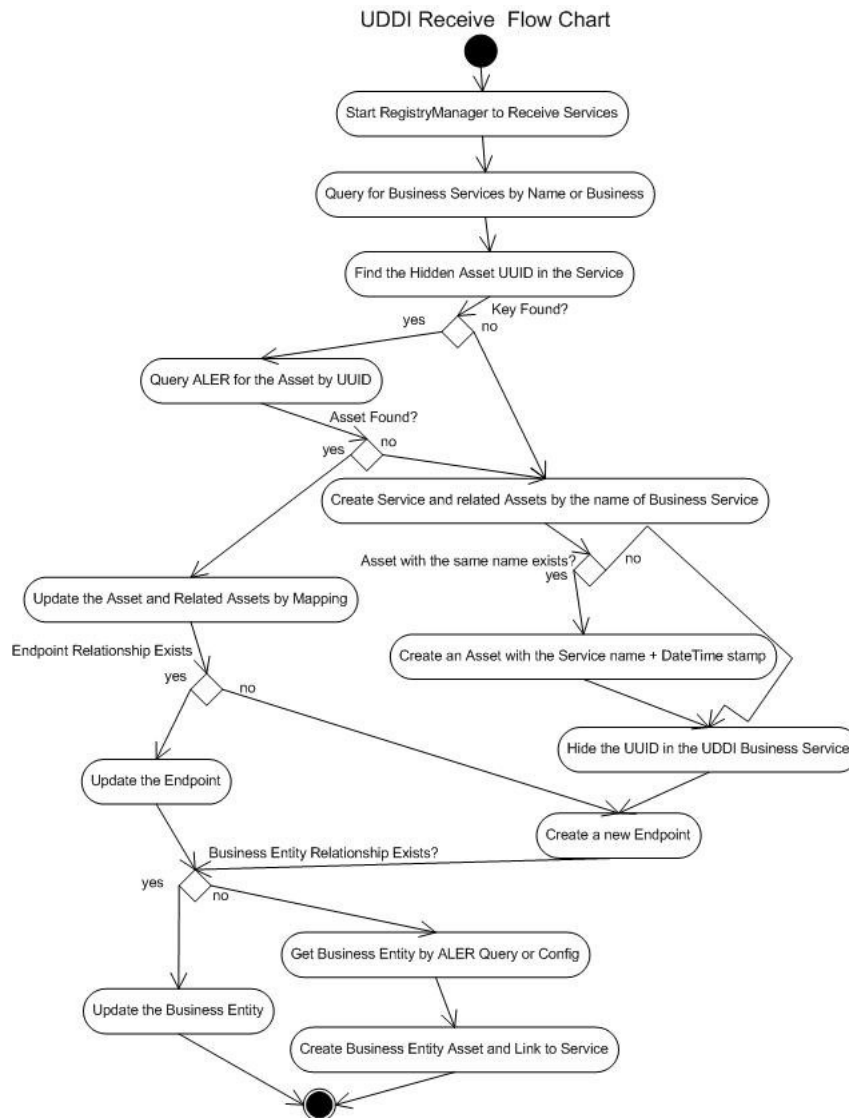 UDDI Receive Flow Chart
Start RegistryManager to Receive Services
Query for Business Services by Name or Business
Find the Hidden Asset UUID in the Service
Key Found?
yes
no
Query ALER for the Asset by UUID
Asset Found?
yes
no
Create Service and related Assets by the name of Business Service
Asset with the same name exists?
yes
no
Update the Asset and Related Assets by Mapping
Create an Asset with the Service name + DateTime stamp
Endpoint Relationship Exists
yes
no
Hide the UUID in the UDDI Business Service
Update the Endpoint
Create a new Endpoint
Business Entity Relationship Exists?
yes
no
Get Business Entity by ALER Query or Config
Update the Business Entity
Create Business Entity Asset and Link to Service